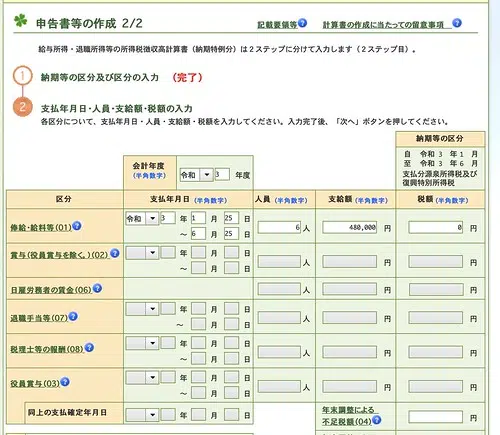 申告書等の作成 2/2
記載要領等? 計算書の作成に当たっての留意事項 ?
給与所得・退職所得等の所得税徴収高計算書（納期特例分）は２ステップに分けて入力します（２ステップ目）。
1 納期等の区分及び区分の入力 （完了）
2 支払年月日・人員・支給額・税額の入力
各区分について、支払年月日・人員・支給額・税額を入力してください。入力完了後、「次へ」ボタンを押してください。
納期等の区分
自 令和 3 年 1 月
至 令和 3 年 6 月
支払分源泉所得税及び
復興特別所得税
会計年度
(半角数字)
令和 3 年度
区分 支払年月日 (半角数字) 人員 (半角数字) 支給額 (半角数字) 税額 (半角数字)
俸給・給料等(01) ? 令和 3 年 1 月 25 日 6 人 480,000 円 0 円
～ 6 月 25 日
賞与(役員賞与を除く。)(02) ? 年 月 日 人 円 円
～ 月 日
日雇労務者の賃金(06) ? 人 円 円
退職手当等(07) ? 年 月 日 人 円 円
～ 月 日
税理士等の報酬(08) ? 年 月 日 人 円 円
～ 月 日
役員賞与(03) ? 年 月 日 人 円 円
同上の支払確定年月日 年 月 日
年末調整による
不足税額(04) ? 円